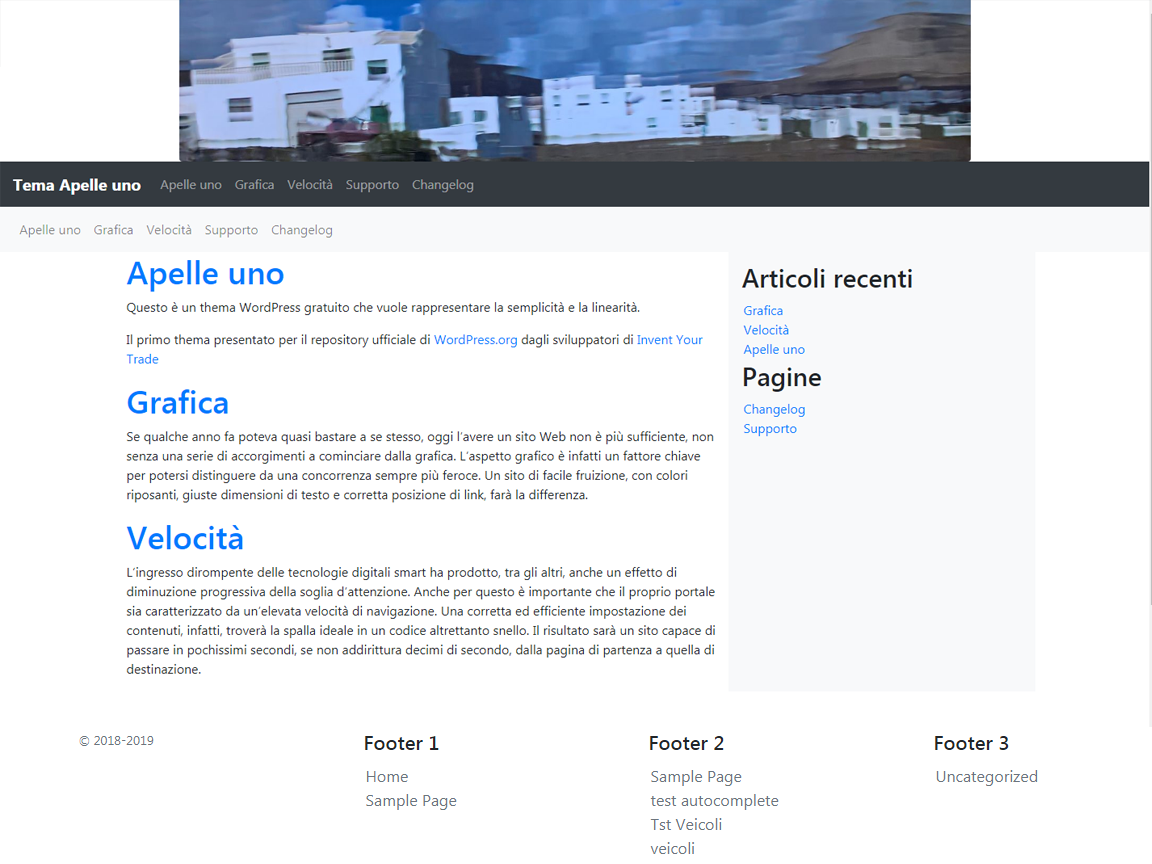 Tema Apelle uno Apelle uno Grafica Velocità Supporto Changelog
Apelle uno Grafica Velocità Supporto Changelog
Apelle uno
Questo è un thema WordPress gratuito che vuole rappresentare la semplicità e la linearità.
Il primo thema presentato per il repository ufficiale di WordPress.org dagli sviluppatori di Invent Your
Trade
Grafica
Se qualche anno fa poteva quasi bastare a se stesso, oggi l'avere un sito Web non è più sufficiente, non
senza una serie di accorgimenti a cominciare dalla grafica. L'aspetto grafico è infatti un fattore chiave
per potersi distinguere da una concorrenza sempre più feroce. Un sito di facile fruizione, con colori
riposanti, giuste dimensioni di testo e corretta posizione di link, farà la differenza.
Velocità
L'ingresso dirompente delle tecnologie digitali smart ha prodotto, tra gli altri, anche un effetto di
diminuzione progressiva della soglia d'attenzione. Anche per questo è importante che il proprio portale
sia caratterizzato da un'elevata velocità di navigazione. Una corretta ed efficiente impostazione dei
contenuti, infatti, troverà la spalla ideale in un codice altrettanto snello. Il risultato sarà un sito capace di
passare in pochissimi secondi, se non addirittura decimi di secondo, dalla pagina di partenza a quella di
destinazione.
Articoli recenti
Grafica
Velocità
Apelle uno
Pagine
Changelog
Supporto
© 2018-2019
Footer 1
Home
Sample Page
Footer 2
Sample Page
test autocomplete
Tst Veicoli
veicoli
Footer 3
Uncategorized